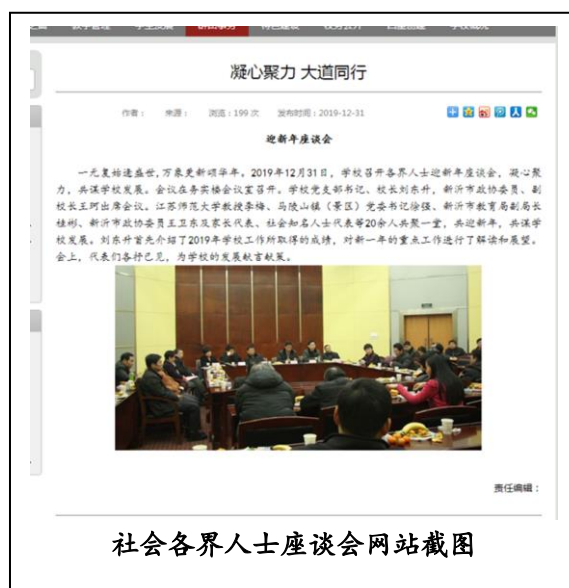 凝心聚力 大道同行
作者： 来源： 浏览：199 次 发布时间：2019-12-31
迎新年座谈会
一元复始逢盛世，万象更新颂华年。2019年12月31日，学校召开各界人士迎新年座谈会，凝心聚
力，共谋学校发展。会议在务实楼会议室召开。学校党支部书记、校长刘东升，新沂市政协委员、副
校长王珂出席会议。江苏师范大学教授李梅、马陵山镇（景区）党委书记徐强、新沂市教育局副局长
桂彬、新沂市政协委员王卫东及家长代表、社会知名人士代表等20余人共聚一堂，共迎新年，共谋学
校发展。刘东升首先介绍了2019年学校工作所取得的成绩，对新一年的重点工作进行了解读和展望。
会上，代表们各抒己见，为学校的发展献言献策。
责任编辑：
社会各界人士座谈会网站截图